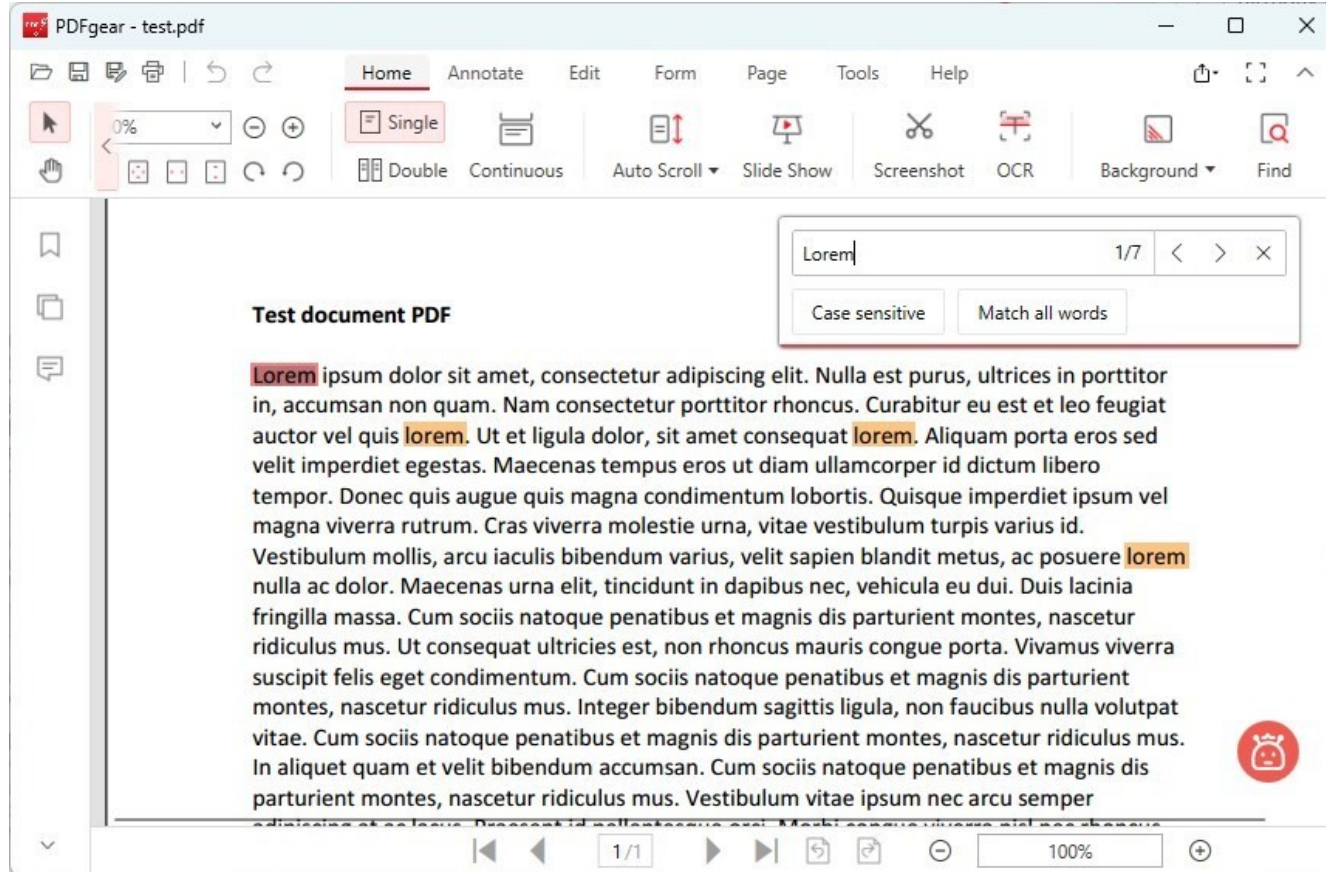 PDFgear - test.pdf
Home Annotate Edit Form Page Tools Help
0% Single
Double Continuous Auto Scroll Slide Show Screenshot OCR Background Find
Lorem 1/7
Case sensitive Match all words
Test document PDF
Lorem ipsum dolor sit amet, consectetur adipiscing elit. Nulla est purus, ultrices in porttitor
in, accumsan non quam. Nam consectetur porttitor rhoncus. Curabitur eu est et leo feugiat
auctor vel quis lorem. Ut et ligula dolor, sit amet consequat lorem. Aliquam porta eros sed
velit imperdiet egestas. Maecenas tempus eros ut diam ullamcorper id dictum libero
tempor. Donec quis augue quis magna condimentum lobortis. Quisque imperdiet ipsum vel
magna viverra rutrum. Cras viverra molestie urna, vitae vestibulum turpis varius id.
Vestibulum mollis, arcu iaculis bibendum varius, velit sapien blandit metus, ac posuere lorem
nulla ac dolor. Maecenas urna elit, tincidunt in dapibus nec, vehicula eu dui. Duis lacinia
fringilla massa. Cum sociis natoque penatibus et magnis dis parturient montes, nascetur
ridiculus mus. Ut consequat ultricies est, non rhoncus mauris congue porta. Vivamus viverra
suscipit felis eget condimentum. Cum sociis natoque penatibus et magnis dis parturient
montes, nascetur ridiculus mus. Integer bibendum sagittis ligula, non faucibus nulla volutpat
vitae. Cum sociis natoque penatibus et magnis dis parturient montes, nascetur ridiculus mus.
In aliquet quam et velit bibendum accumsan. Cum sociis natoque penatibus et magnis dis
parturient montes, nascetur ridiculus mus. Vestibulum vitae ipsum nec arcu semper
1/1 100%